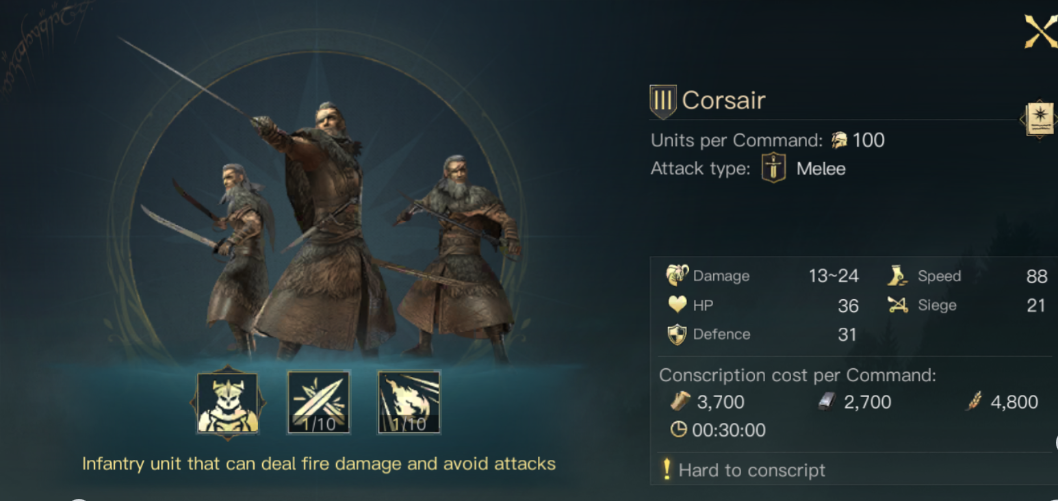 III Corsair
Units per Command: 100
Attack type: Melee
Damage 13~24 Speed 88
HP 36 Siege 21
Defence 31
Conscription cost per Command:
3,700 2,700 4,800
00:30:00
Hard to conscript
1/10 1/10
Infantry unit that can deal fire damage and avoid attacks